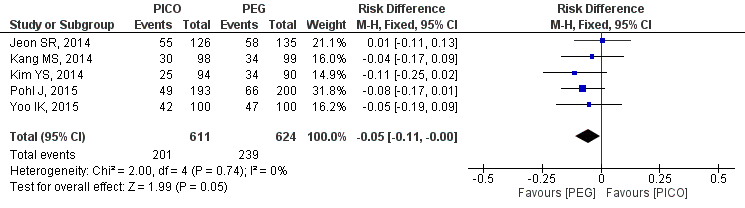 PICO PEG Risk Difference Risk Difference
Study or Subgroup Events Total Events Total Weight M-H, Fixed, 95% CI M-H, Fixed, 95% CI
Jeon SR, 2014 55 126 58 135 21.1% 0.01 [-0.11, 0.13]
Kang MS, 2014 30 98 34 99 16.0% -0.04 [-0.17, 0.09]
Kim YS, 2014 25 94 34 90 14.9% -0.11 [-0.25, 0.02]
Pohl J, 2015 49 193 66 200 31.8% -0.08 [-0.17, 0.01]
Yoo IK, 2015 42 100 47 100 16.2% -0.05 [-0.19, 0.09]
Total (95% CI) 611 624 100.0% -0.05 [-0.11, -0.00]
Total events 201 239
Heterogeneity: Chi² = 2.00, df = 4 (P = 0.74); I² = 0%
Test for overall effect: Z = 1.99 (P = 0.05)
-0.5 -0.25 0 0.25 0.5
Favours [PEG] Favours [PICO]